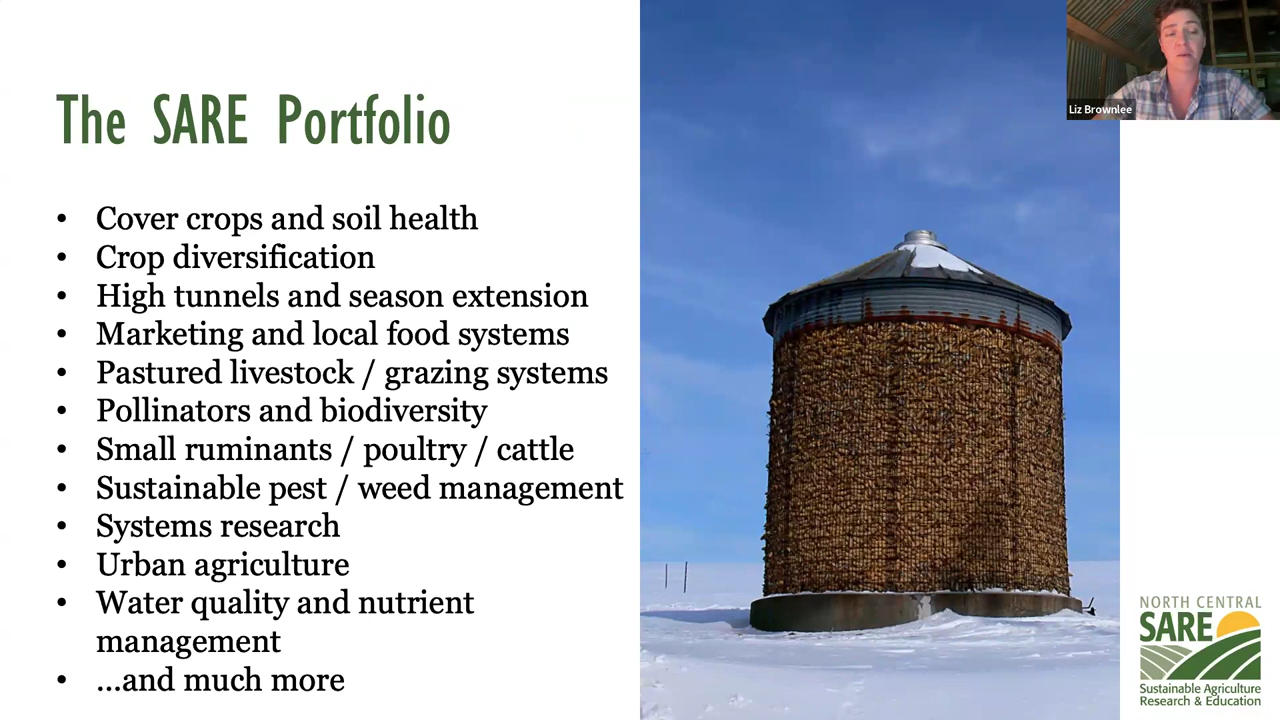 The SARE Portfolio
• Cover crops and soil health
• Crop diversification
• High tunnels and season extension
• Marketing and local food systems
• Pastured livestock / grazing systems
• Pollinators and biodiversity
• Small ruminants / poultry / cattle
• Sustainable pest / weed management
• Systems research
• Urban agriculture
• Water quality and nutrient
management
• ...and much more
Liz Brownlee
NORTH CENTRAL
SARE
Sustainable Agriculture
Research & Education